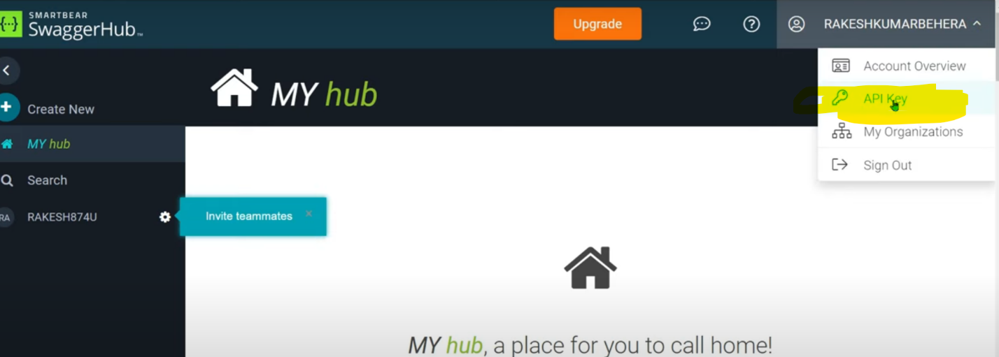 SMARTBEAR
SwaggerHub™
Upgrade
RAKESHKUMARBEHERA
Account Overview
API Key
My Organizations
Sign Out
MY hub
Create New
MY hub
Search
RA
RAKESH874U
Invite teammates
MY hub, a place for you to call home!